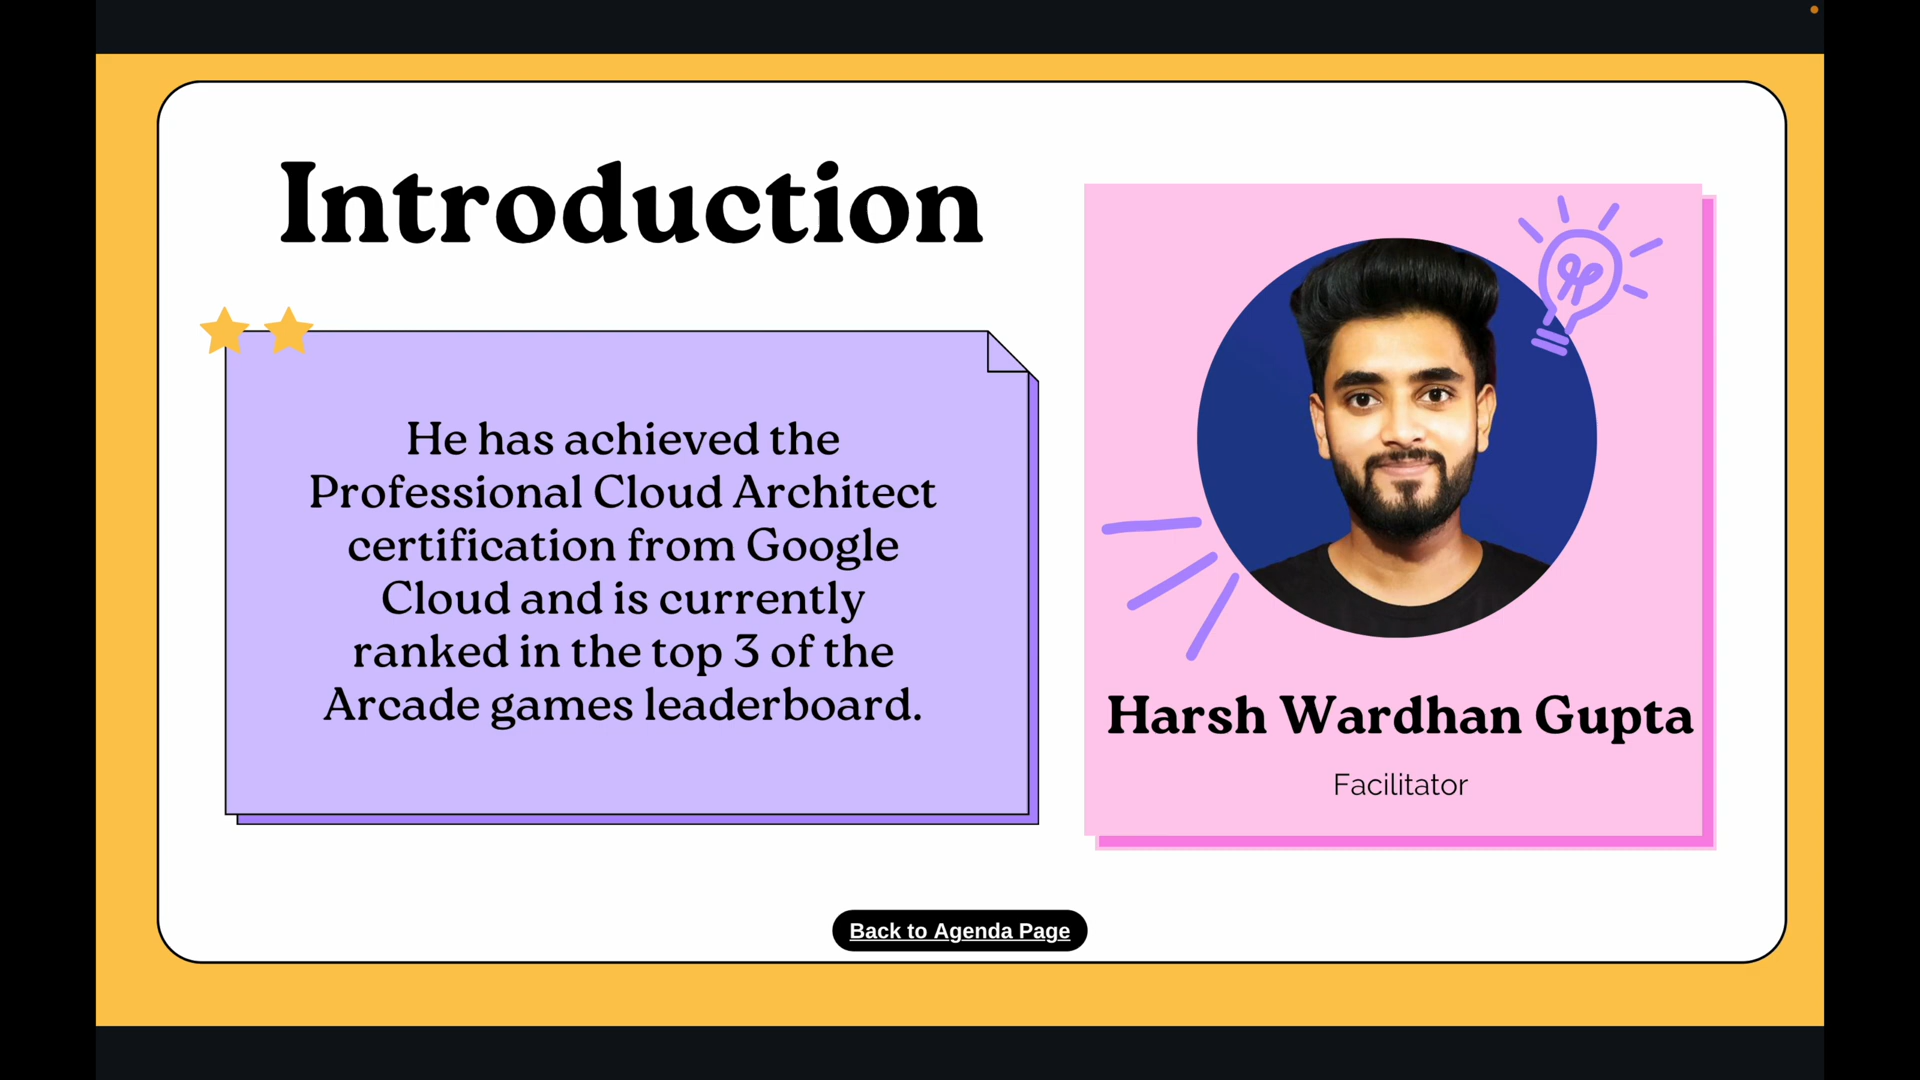 Introduction
He has achieved the
Professional Cloud Architect
certification from Google
Cloud and is currently
ranked in the top 3 of the
Arcade games leaderboard.
Harsh Wardhan Gupta
Facilitator
Back to Agenda Page